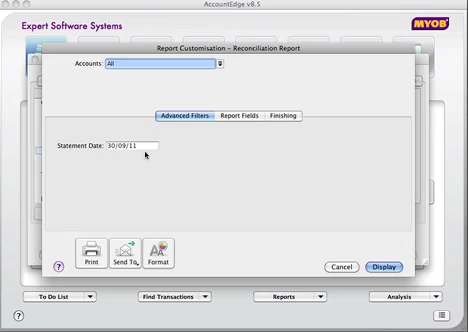 AccountEdge v8.5
Expert Software Systems
MYOB
Report Customisation – Reconciliation Report
Accounts: All
Advanced Filters Report Fields Finishing
Statement Date: 30/09/11
Print Send To Format
? Cancel Display
To Do List Find Transactions Reports Analysis
?